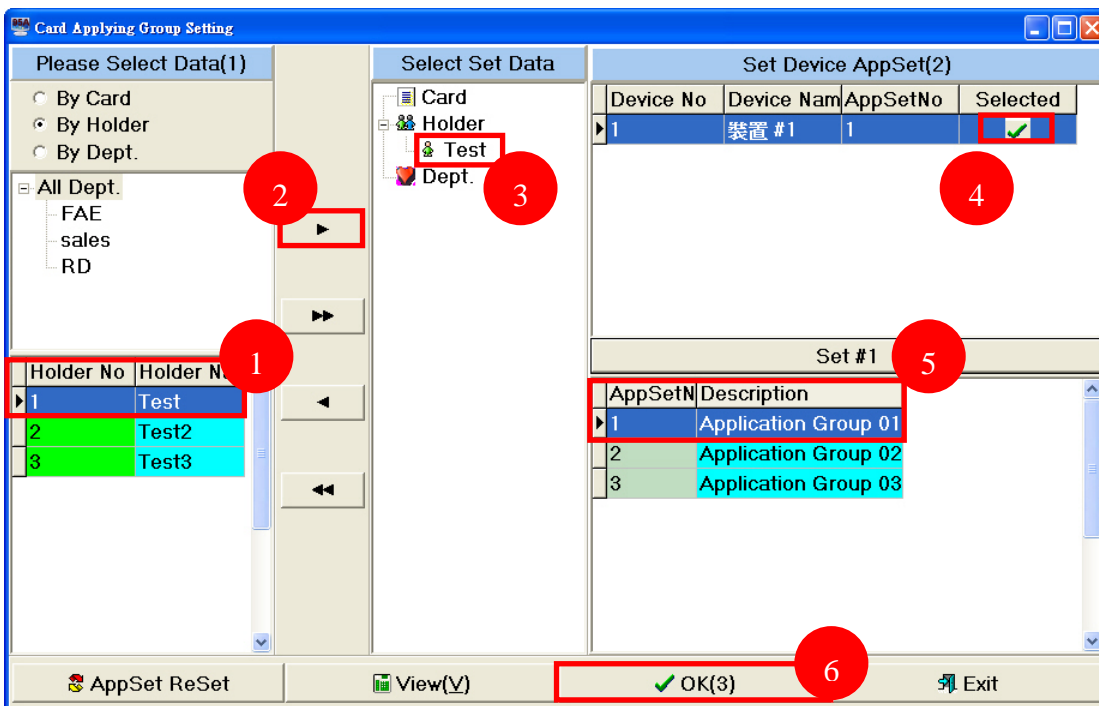 Card Applying Group Setting
Please Select Data(1)
By Card
By Holder
By Dept.
All Dept.
FAE
sales
RD
1
Holder No Holder N
1 Test
2 Test2
3 Test3
2
Select Set Data
Card
Holder
Test
Dept.
3
Set Device AppSet(2)
Device No Device Nam AppSetNo Selected
1 裝置 #1 1
4
Set #1
5
AppSetN Description
1 Application Group 01
2 Application Group 02
3 Application Group 03
AppSet ReSet
View(V)
OK(3)
6
Exit